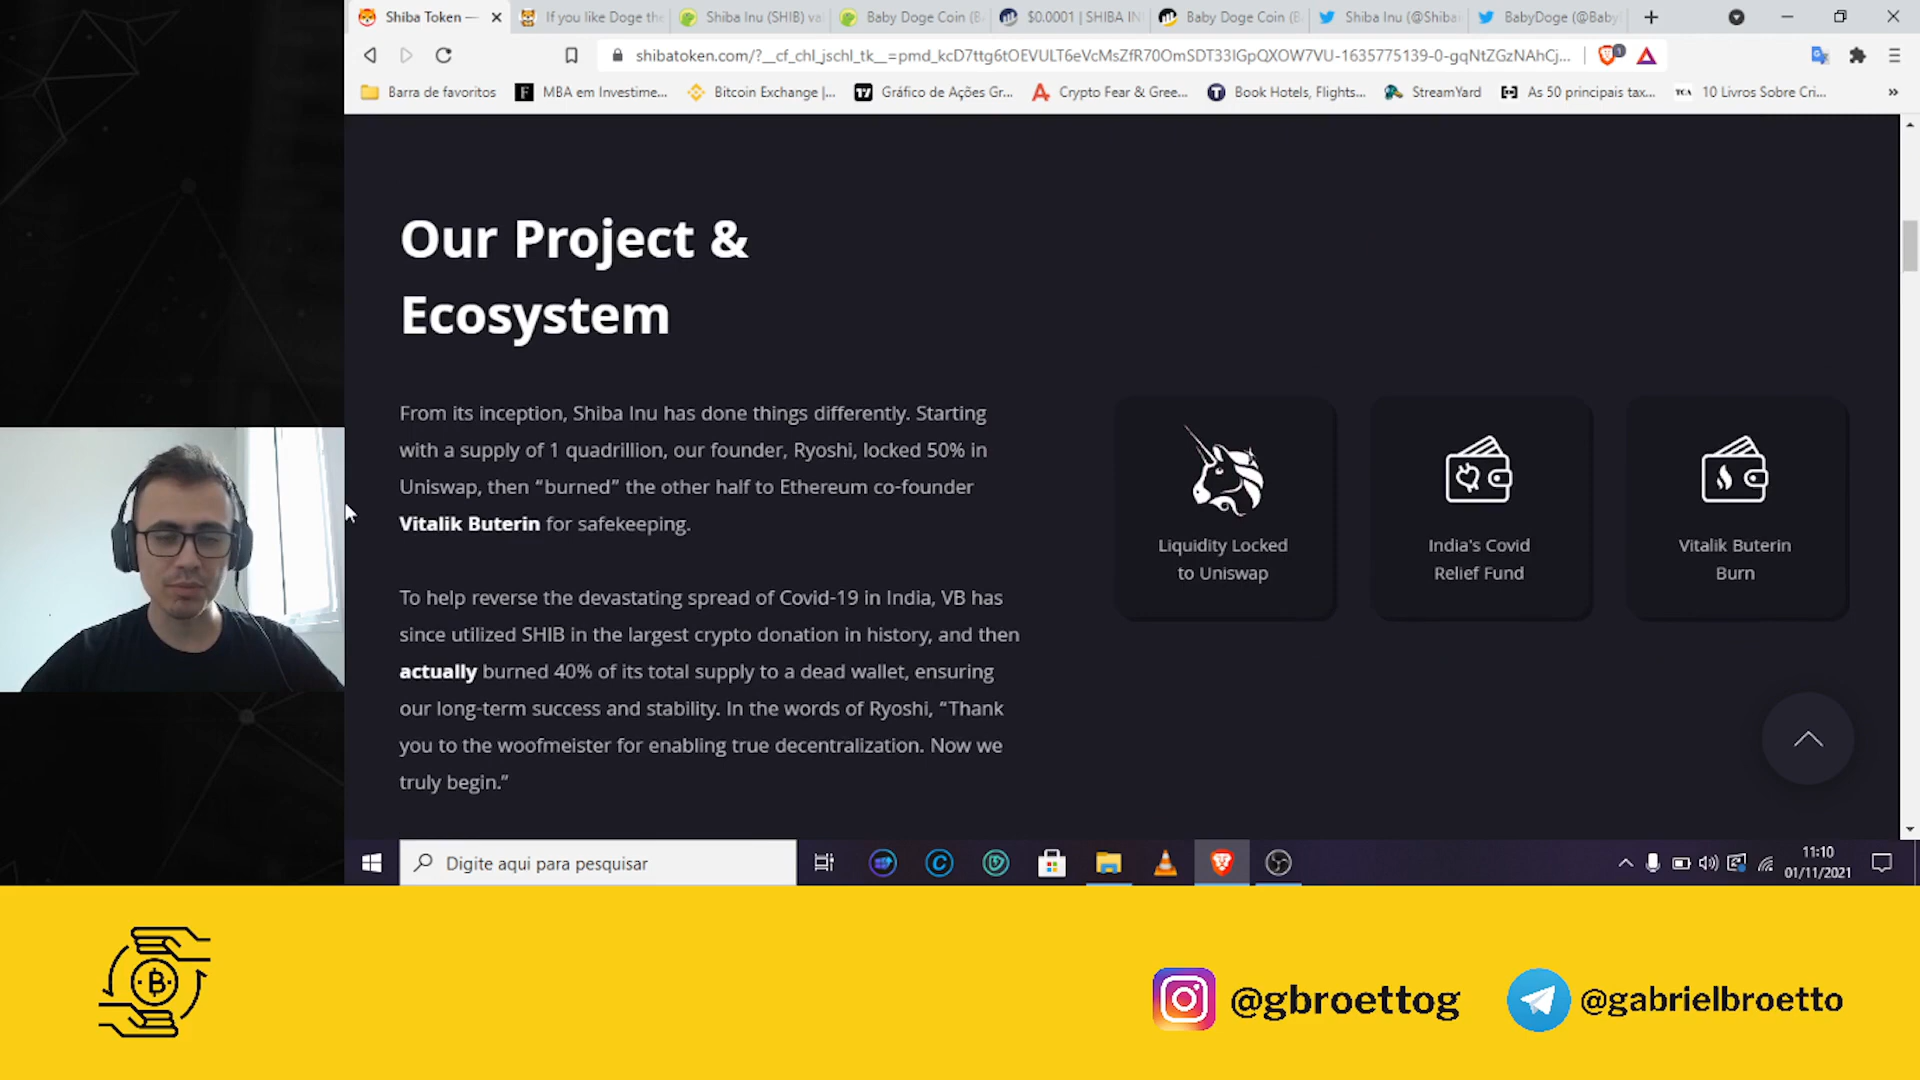 Shiba Token —
If you like Doge the
Shiba Inu (SHIB) va
Baby Doge Coin (B
$0.0001 | SHIBA IN
Baby Doge Coin (B
Shiba Inu (@Shiba
BabyDoge (@Baby
shibatoken.com/?__cf_chl_jschl_tk__=pmd_kcD7ttg6tOEVULT6eVcMsZfR70OmSDT33IGpQXOW7VU-1635775139-0-gqNtZGzNAhCj...
1
Barra de favoritos
MBA em Investime...
Bitcoin Exchange |...
Gráfico de Ações Gr...
Crypto Fear & Gree...
Book Hotels, Flights...
StreamYard
As 50 principais tax...
TCA
10 Livros Sobre Cri...
Our Project &
Ecosystem
From its inception, Shiba Inu has done things differently. Starting
with a supply of 1 quadrillion, our founder, Ryoshi, locked 50% in
Uniswap, then “burned” the other half to Ethereum co-founder
Vitalik Buterin for safekeeping.
To help reverse the devastating spread of Covid-19 in India, VB has
since utilized SHIB in the largest crypto donation in history, and then
actually burned 40% of its total supply to a dead wallet, ensuring
our long-term success and stability. In the words of Ryoshi, “Thank
you to the woofmeister for enabling true decentralization. Now we
truly begin.”
Liquidity Locked
to Uniswap
India's Covid
Relief Fund
Vitalik Buterin
Burn
Digite aqui para pesquisar
11:10
01/11/2021
@gbroettog
@gabrielbroetto